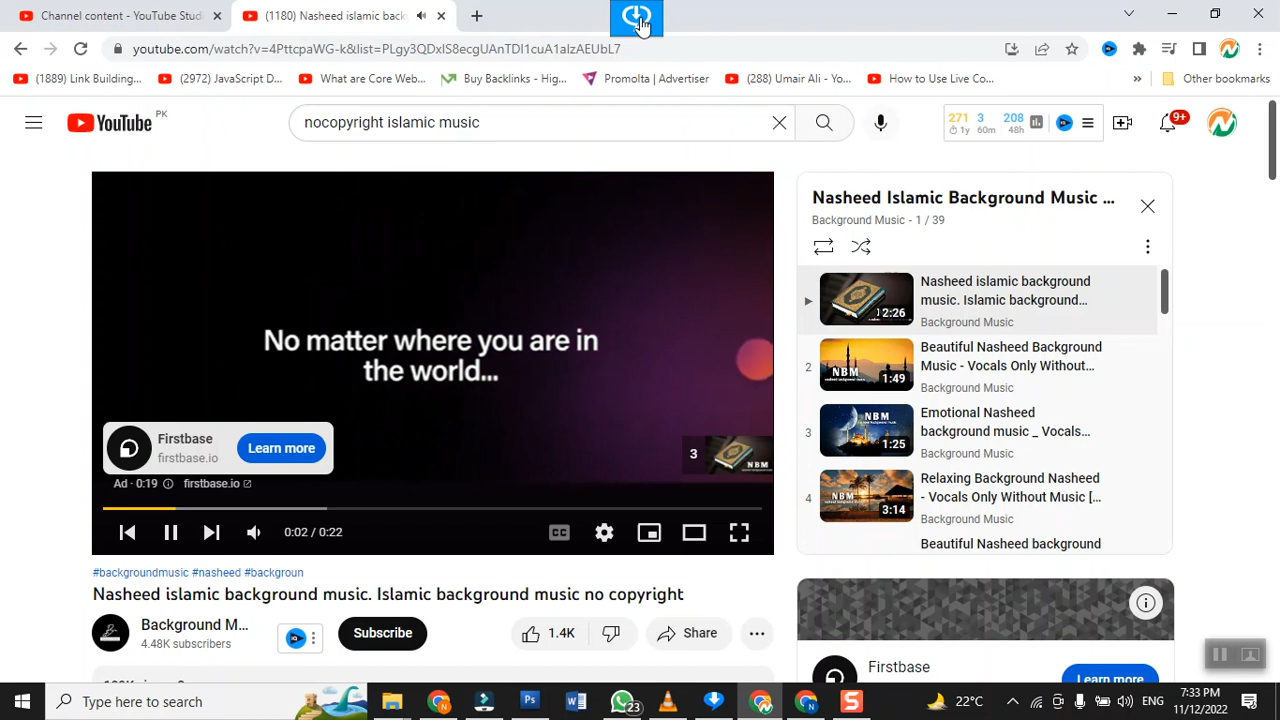 Channel content - YouTube Studi
(1180) Nasheed islamic back
youtube.com/watch?v=4PttcpaWG-k&list=PLgy3QDxlS8ecgUAnTDI1cuA1alzAEUbL7
(1889) Link Building...
(2972) JavaScript D...
What are Core Web...
Buy Backlinks - Hig...
Promolta | Advertiser
(288) Umair Ali - Yo...
How to Use Live Co...
»
Other bookmarks
YouTube PK
nocopyright islamic music
271 3 208
1y 60m 48h
9+
No matter where you are in
the world...
Firstbase
firstbase.io
Learn more
Ad · 0:19
firstbase.io
3
NBM
0:02 / 0:22
CC
Nasheed Islamic Background Music ...
Background Music - 1 / 39
Nasheed islamic background
music. Islamic background...
Background Music
2:26
2
Beautiful Nasheed Background
Music - Vocals Only Without...
Background Music
NBM
1:49
3
Emotional Nasheed
background music _ Vocals...
Background Music
NBM
1:25
4
Relaxing Background Nasheed
- Vocals Only Without Music [...
Background Music
NBM
3:14
Beautiful Nasheed background
#backgroundmusic #nasheed #backgroun
Nasheed islamic background music. Islamic background music no copyright
Background M...
4.48K subscribers
Subscribe
1.4K
Share
Firstbase
Learn more
Type here to search
23
22°C
ENG
7:33 PM
11/12/2022